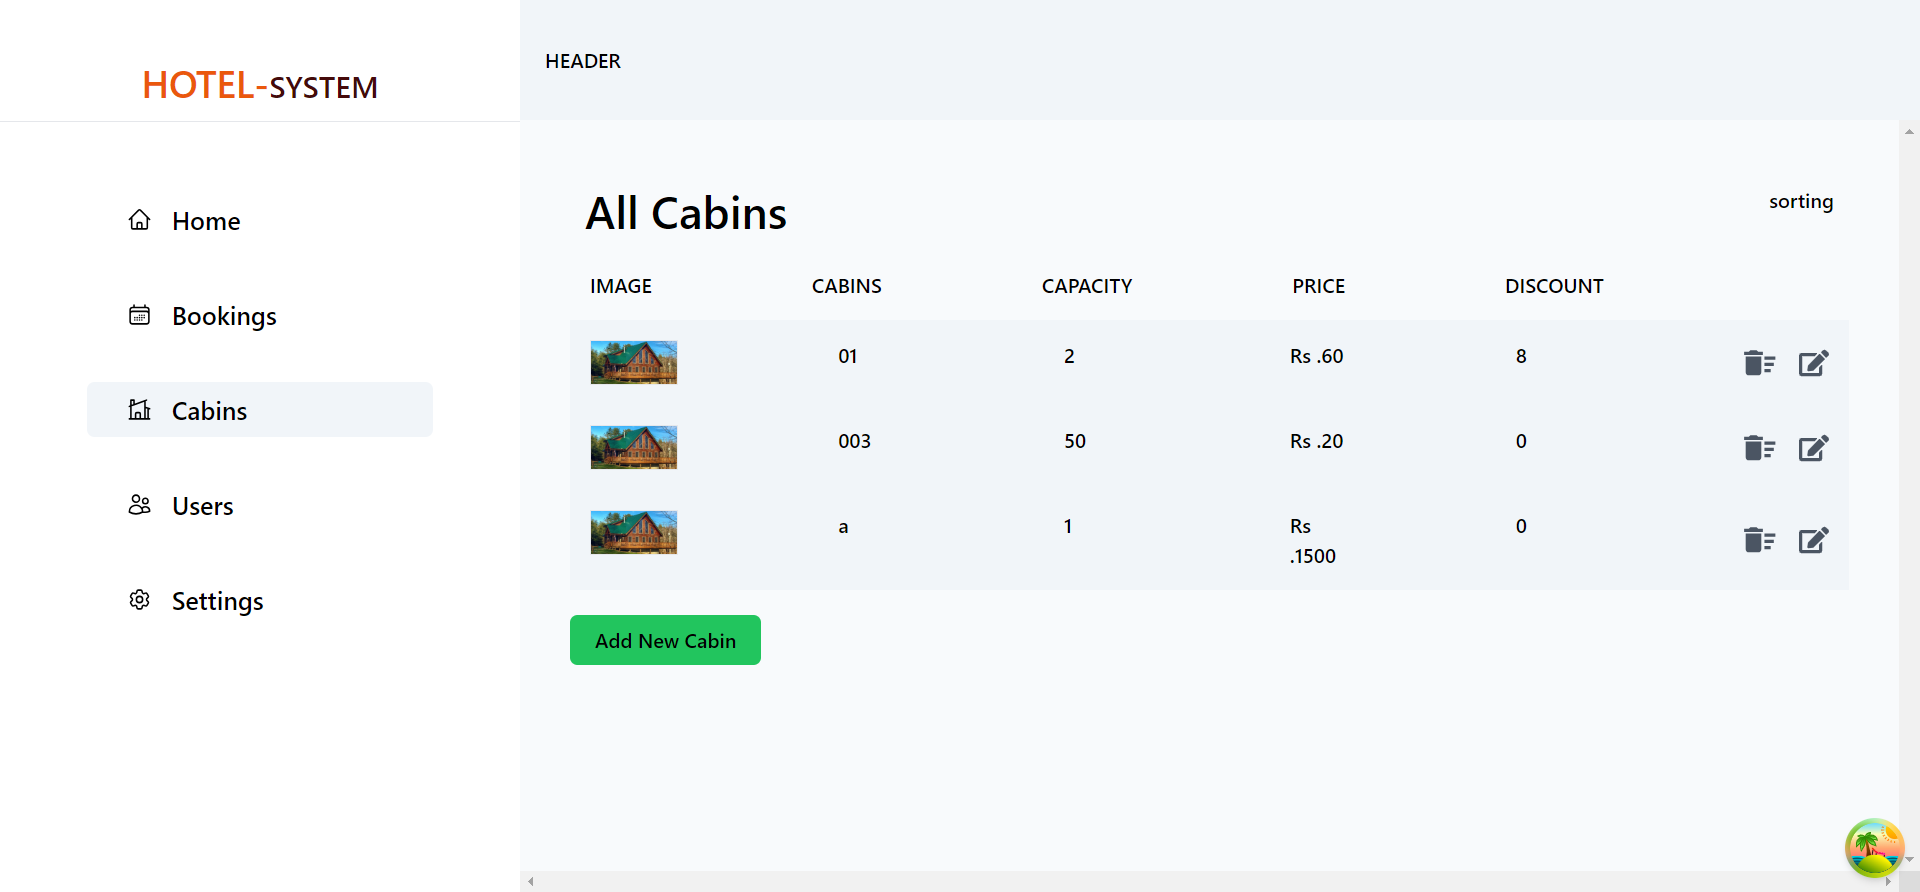 HOTEL-SYSTEM
Home
Bookings
Cabins
Users
Settings
HEADER
All Cabins
sorting
IMAGE CABINS CAPACITY PRICE DISCOUNT
01 2 Rs .60 8
003 50 Rs .20 0
a 1 Rs 0
.1500
Add New Cabin